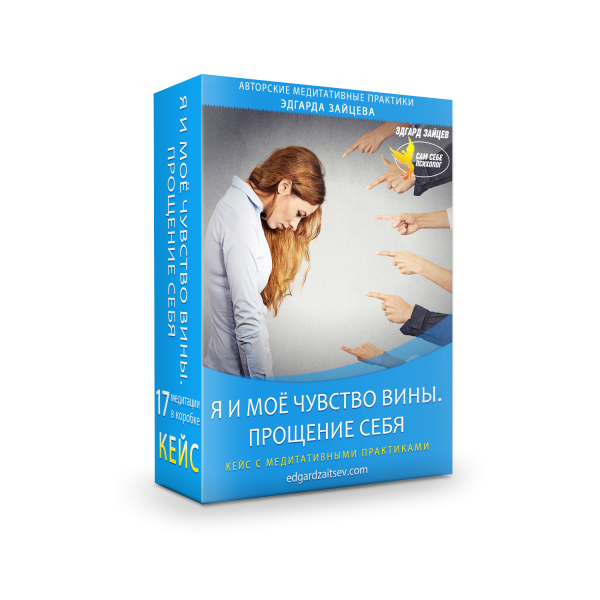 АВТОРСКИЕ МЕДИТАТИВНЫЕ ПРАКТИКИ
ЭДГАРДА ЗАЙЦЕВА
ЭДГАРД ЗАЙЦЕВ
САМ СЕБЕ
ПСИХОЛОГ
Я И МОЁ ЧУВСТВО ВИНЫ.
ПРОЩЕНИЕ СЕБЯ
КЕЙС С МЕДИТАТИВНЫМИ ПРАКТИКАМИ
edgardzaitsev.com
Я И МОЁ ЧУВСТВО ВИНЫ.
ПРОЩЕНИЕ СЕБЯ
17 медитации
в коробке
КЕЙС